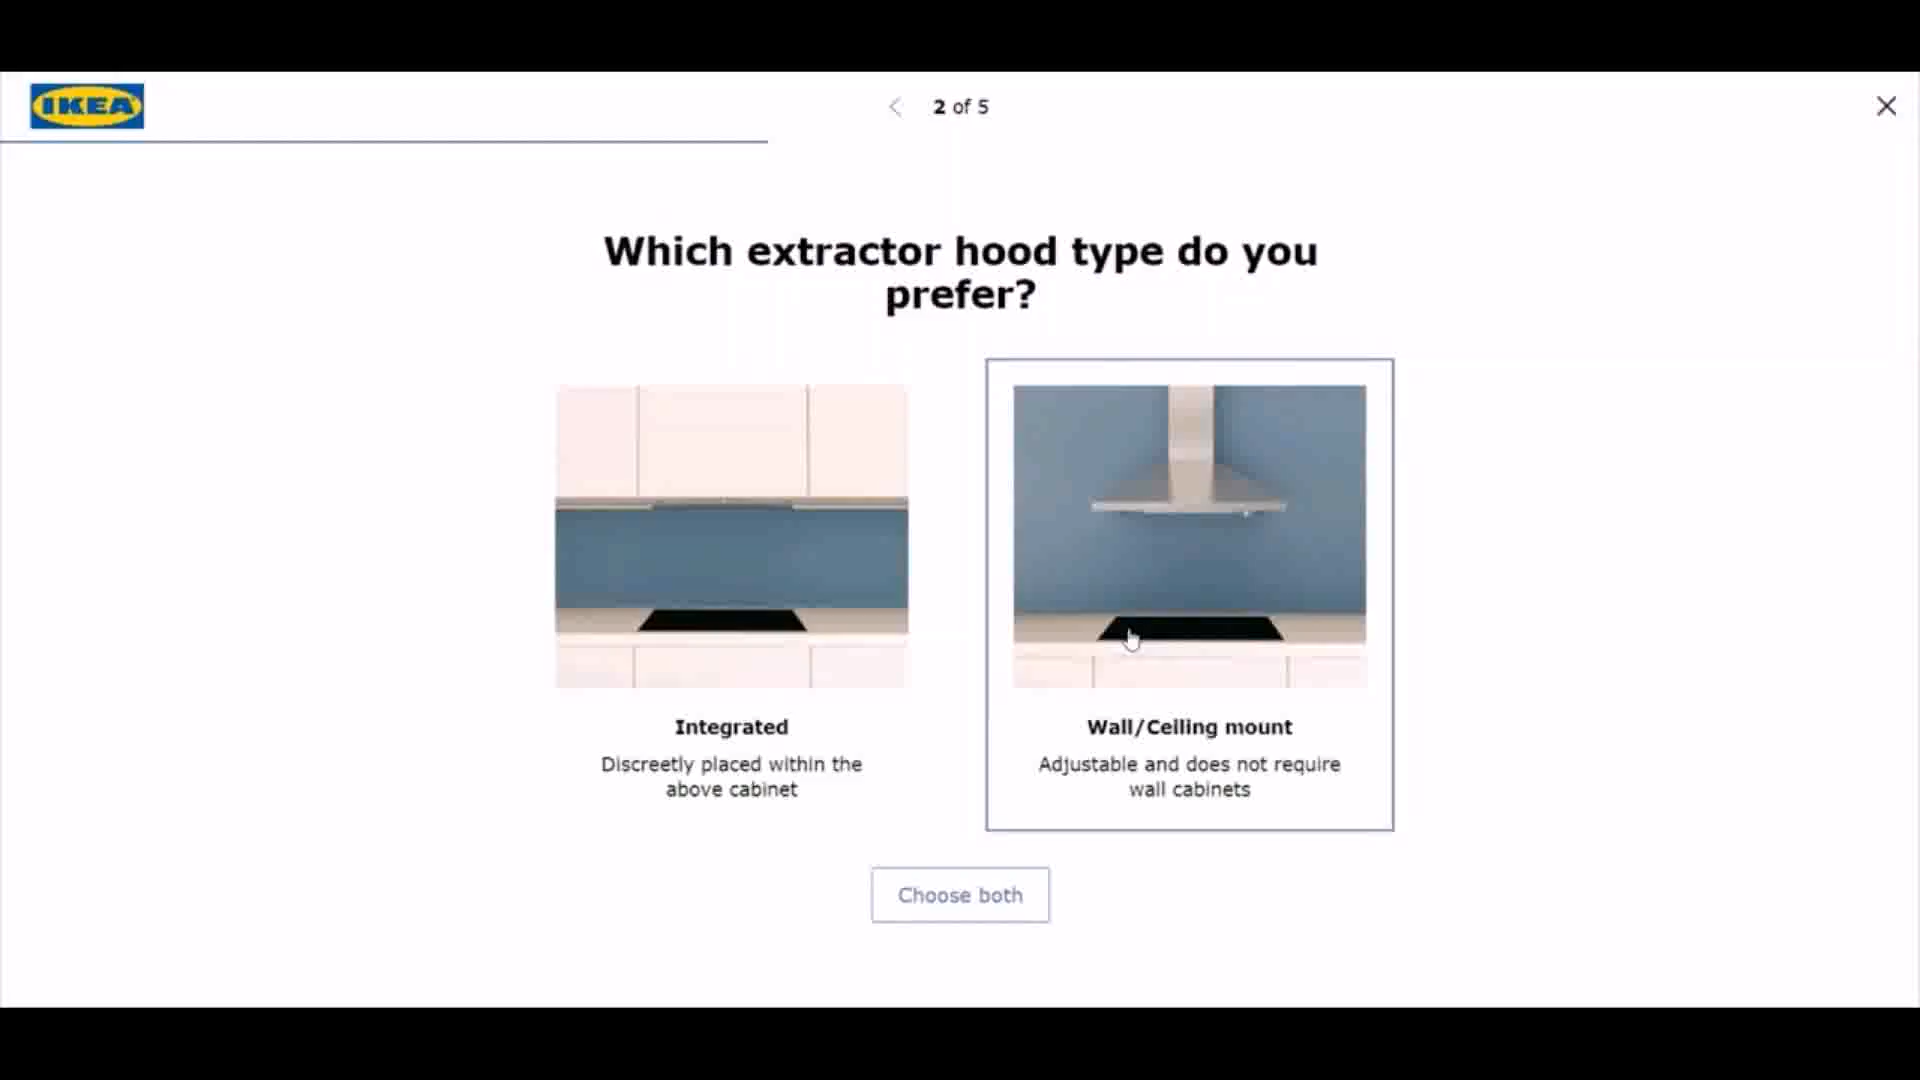 IKEA
2 of 5
Which extractor hood type do you
prefer?
Integrated
Discreetly placed within the
above cabinet
Wall/Ceiling mount
Adjustable and does not require
wall cabinets
Choose both